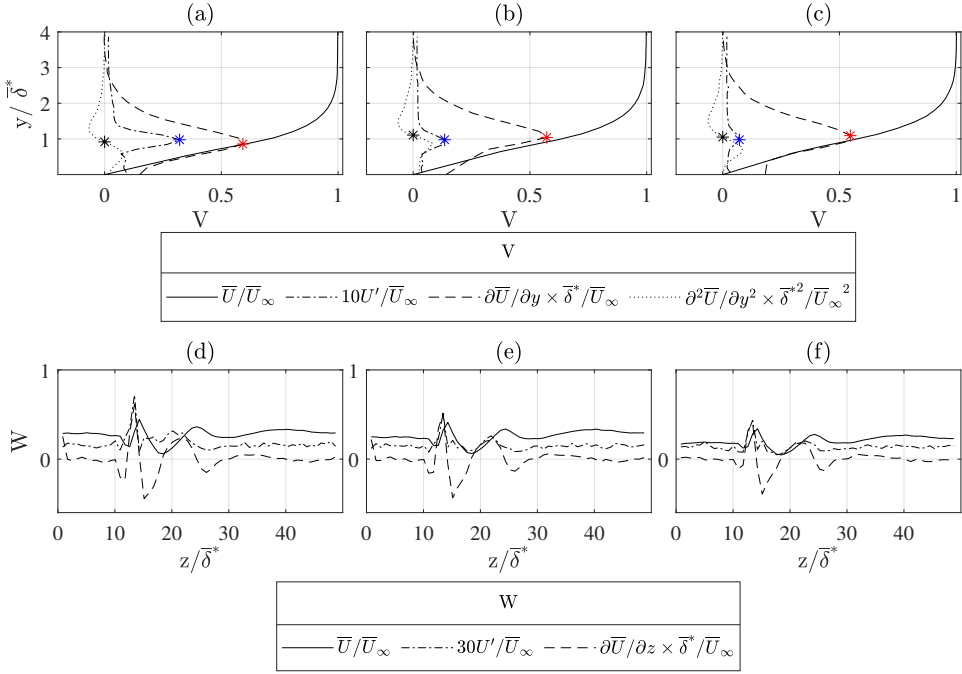 (a) (b) (c)
4
3
2
1
y/δ̅*
0 0.5 1 0 0.5 1 0 0.5 1
V V V
V
U̅/U̅∞ 10U′/U̅∞ ∂U̅/∂y × δ̅*/U̅∞ ∂²U̅/∂y² × δ̅*²/U̅∞²
(d) (e) (f)
1 1
W
0 0 0
0 10 20 30 40 0 10 20 30 40 0 10 20 30 40
z/δ̅* z/δ̅* z/δ̅*
W
U̅/U̅∞ 30U′/U̅∞ ∂U̅/∂z × δ̅*/U̅∞